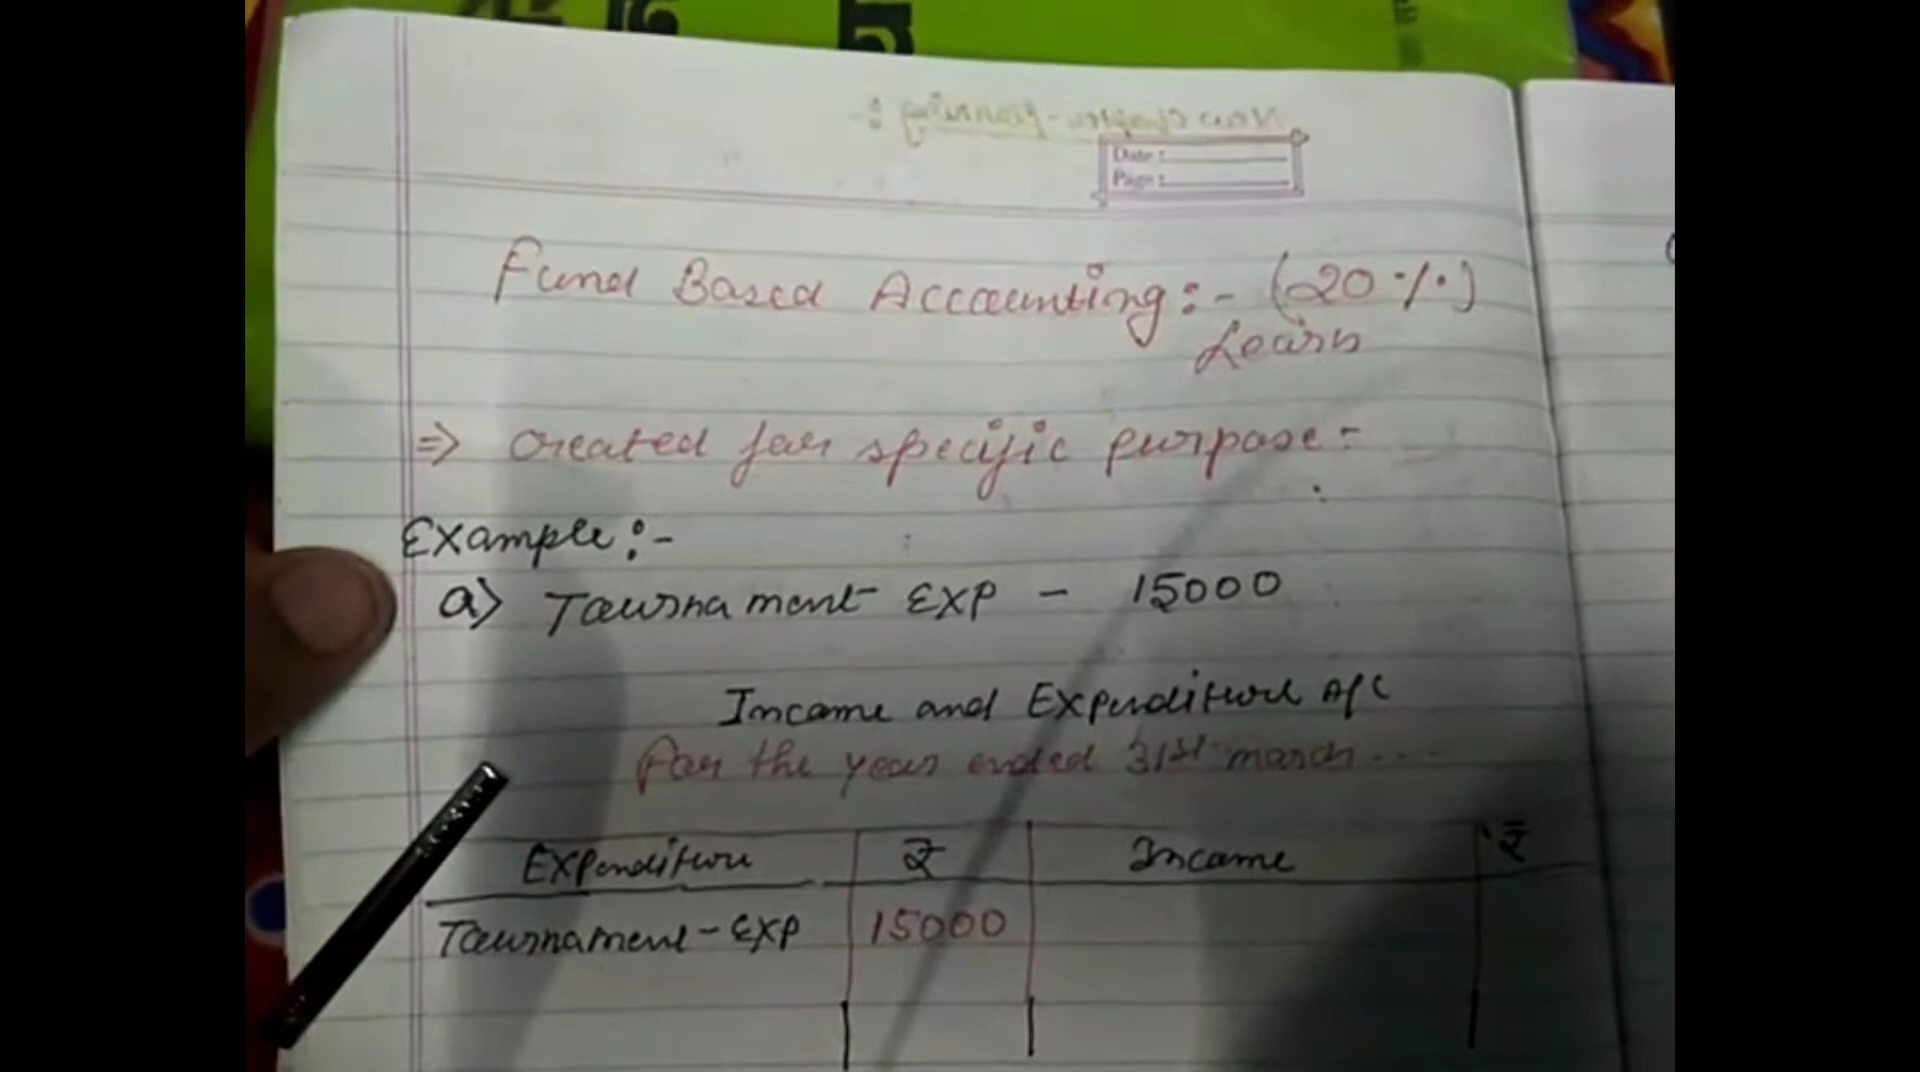 Date :
Page :
Fund Based Accounting :- (20 %)
Learn
⇒ Created for specific purpose :-
Example :-
a) Tournament Exp - 15000
Income and Expenditure A/c
For the year ended 31st march ....
Expenditure ₹ Income ₹
Tournament - Exp 15000